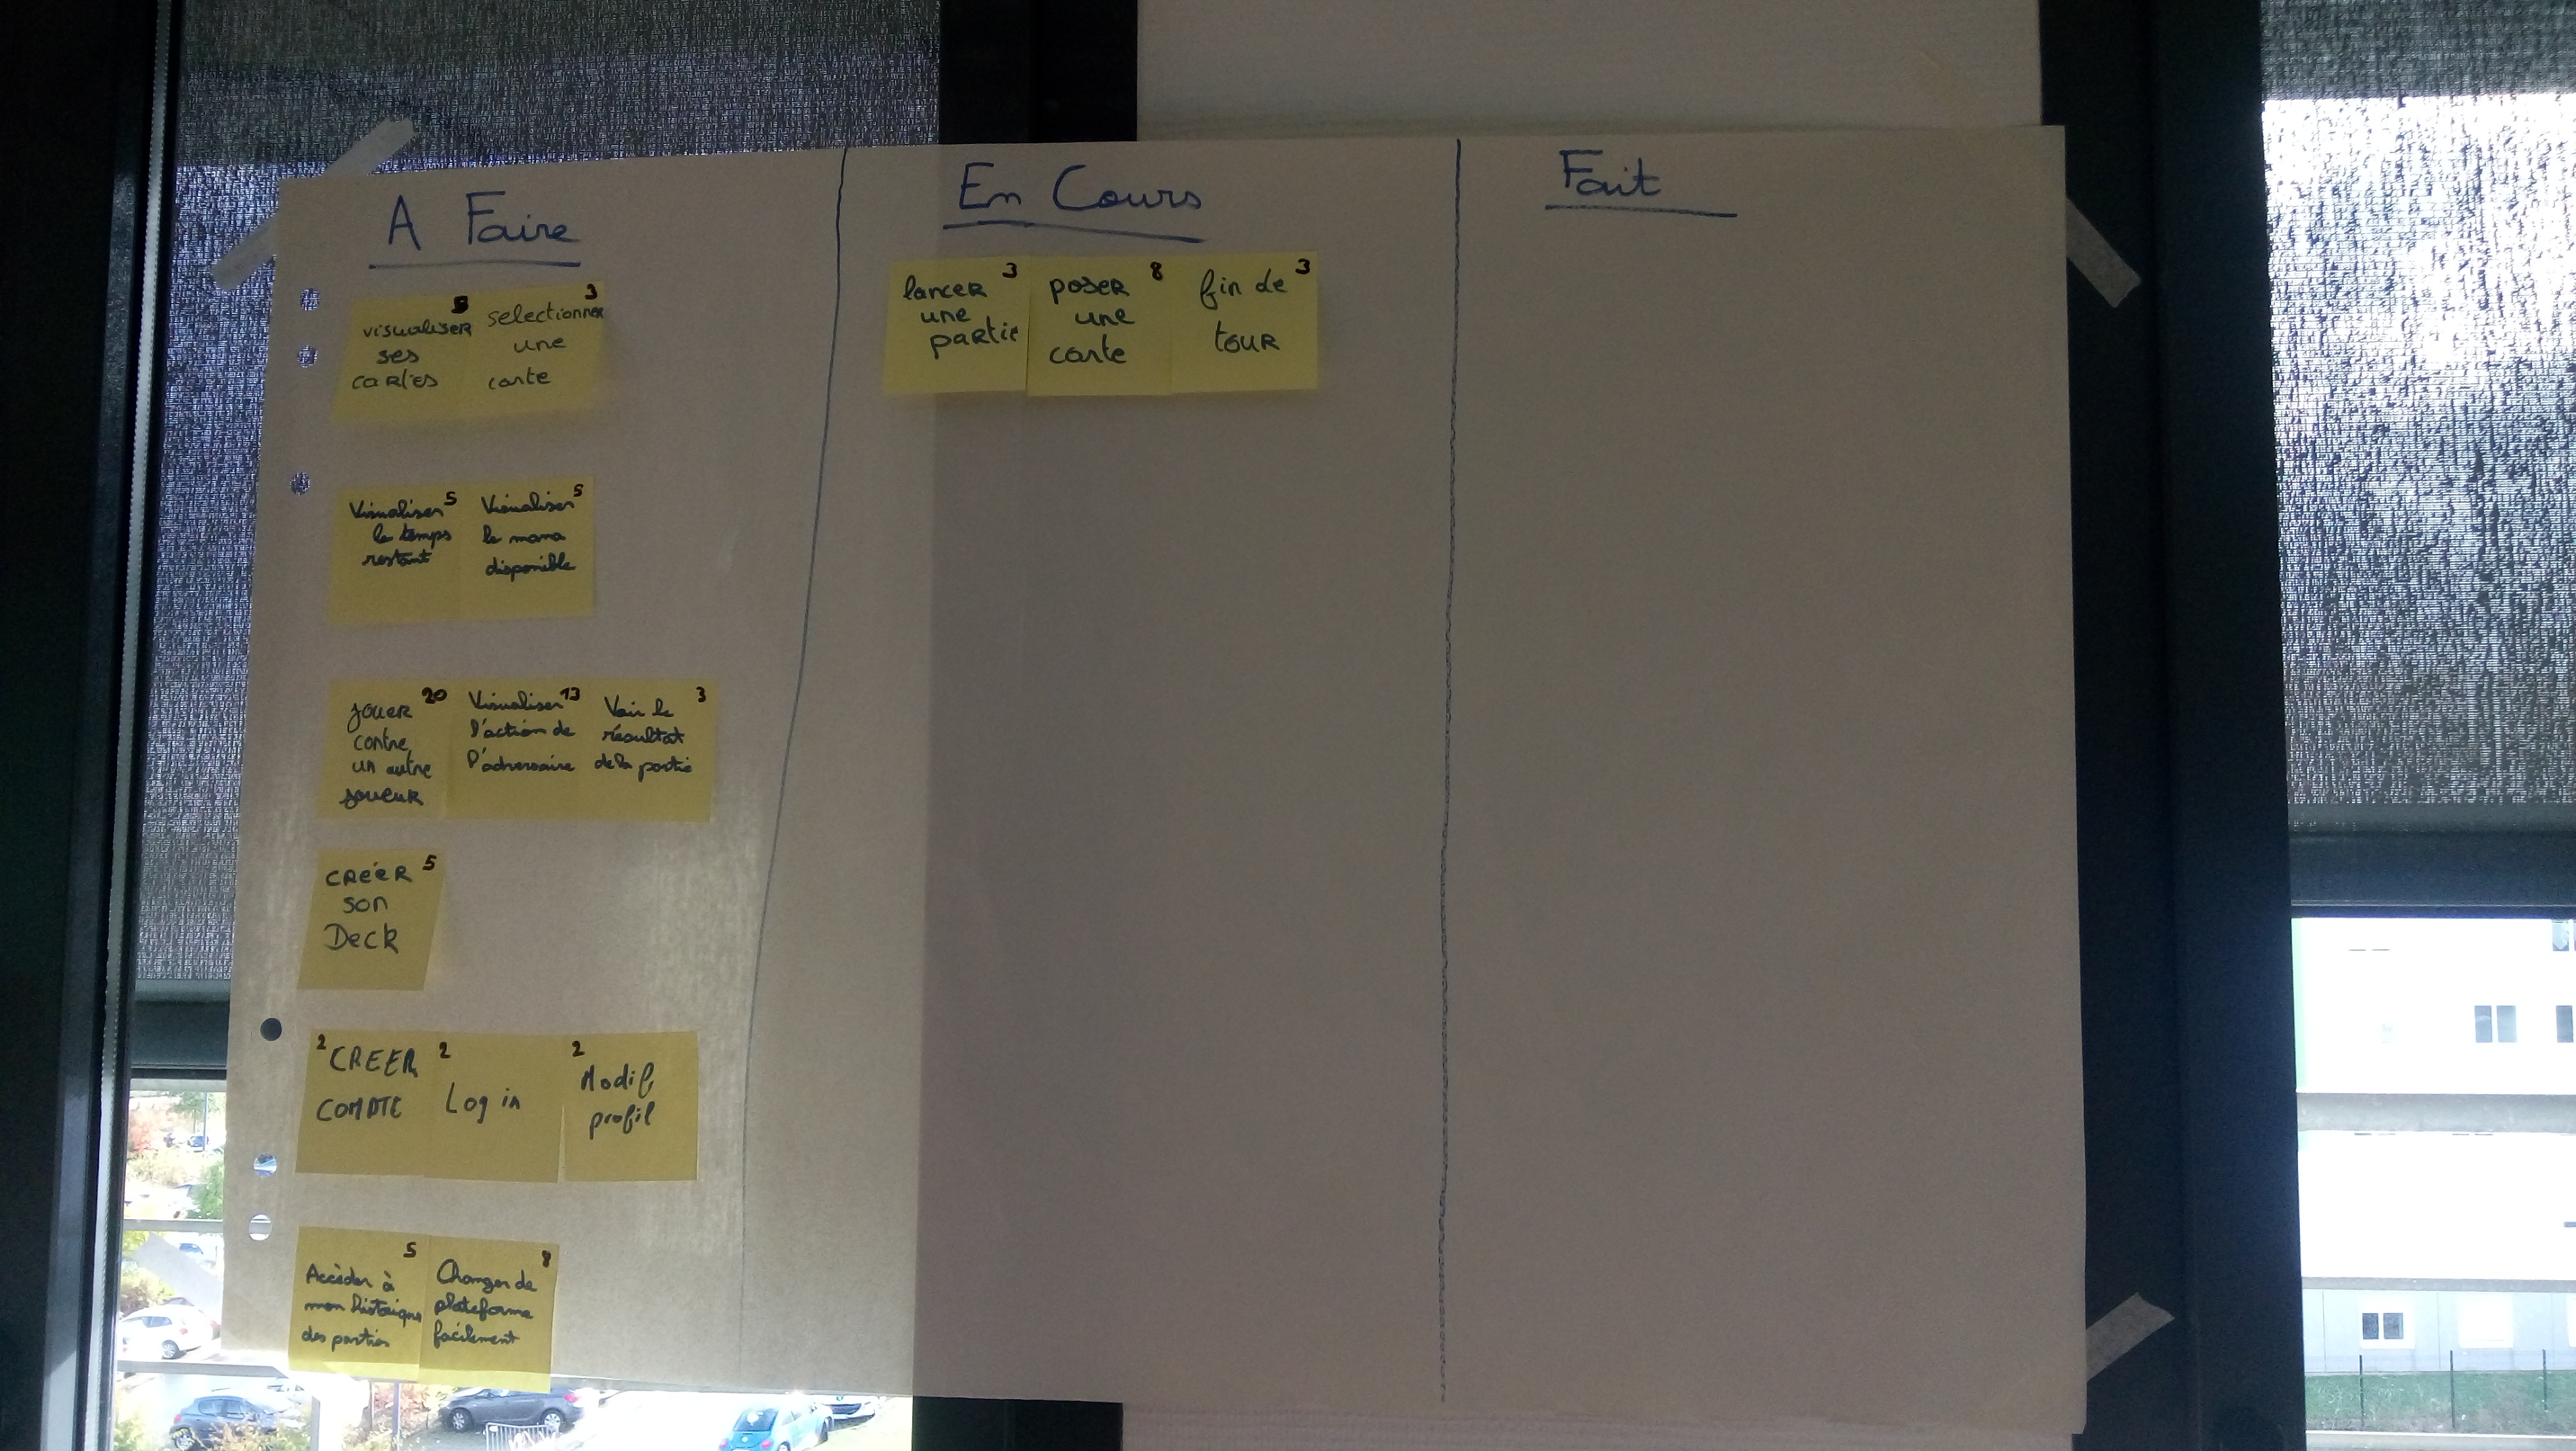 A Faire
En Cours
Fait
visualiser
ses
cartes
3
selectionner
une
carte
3
lancer
une
partie
8
poser
une
carte
3
fin de
tour
5
Visualiser
le temps
restant
5
Visualiser
le mana
disponible
20
jouer
contre
un autre
joueur
13
Visualiser
l'action de
l'adversaire
3
Voir le
résultat
de la partie
5
créer
son
Deck
2
CREER
COMPTE
2
Log in
2
Modif
profil
5
Accéder à
mon historique
des parties
8
Changer de
plateforme
facilement